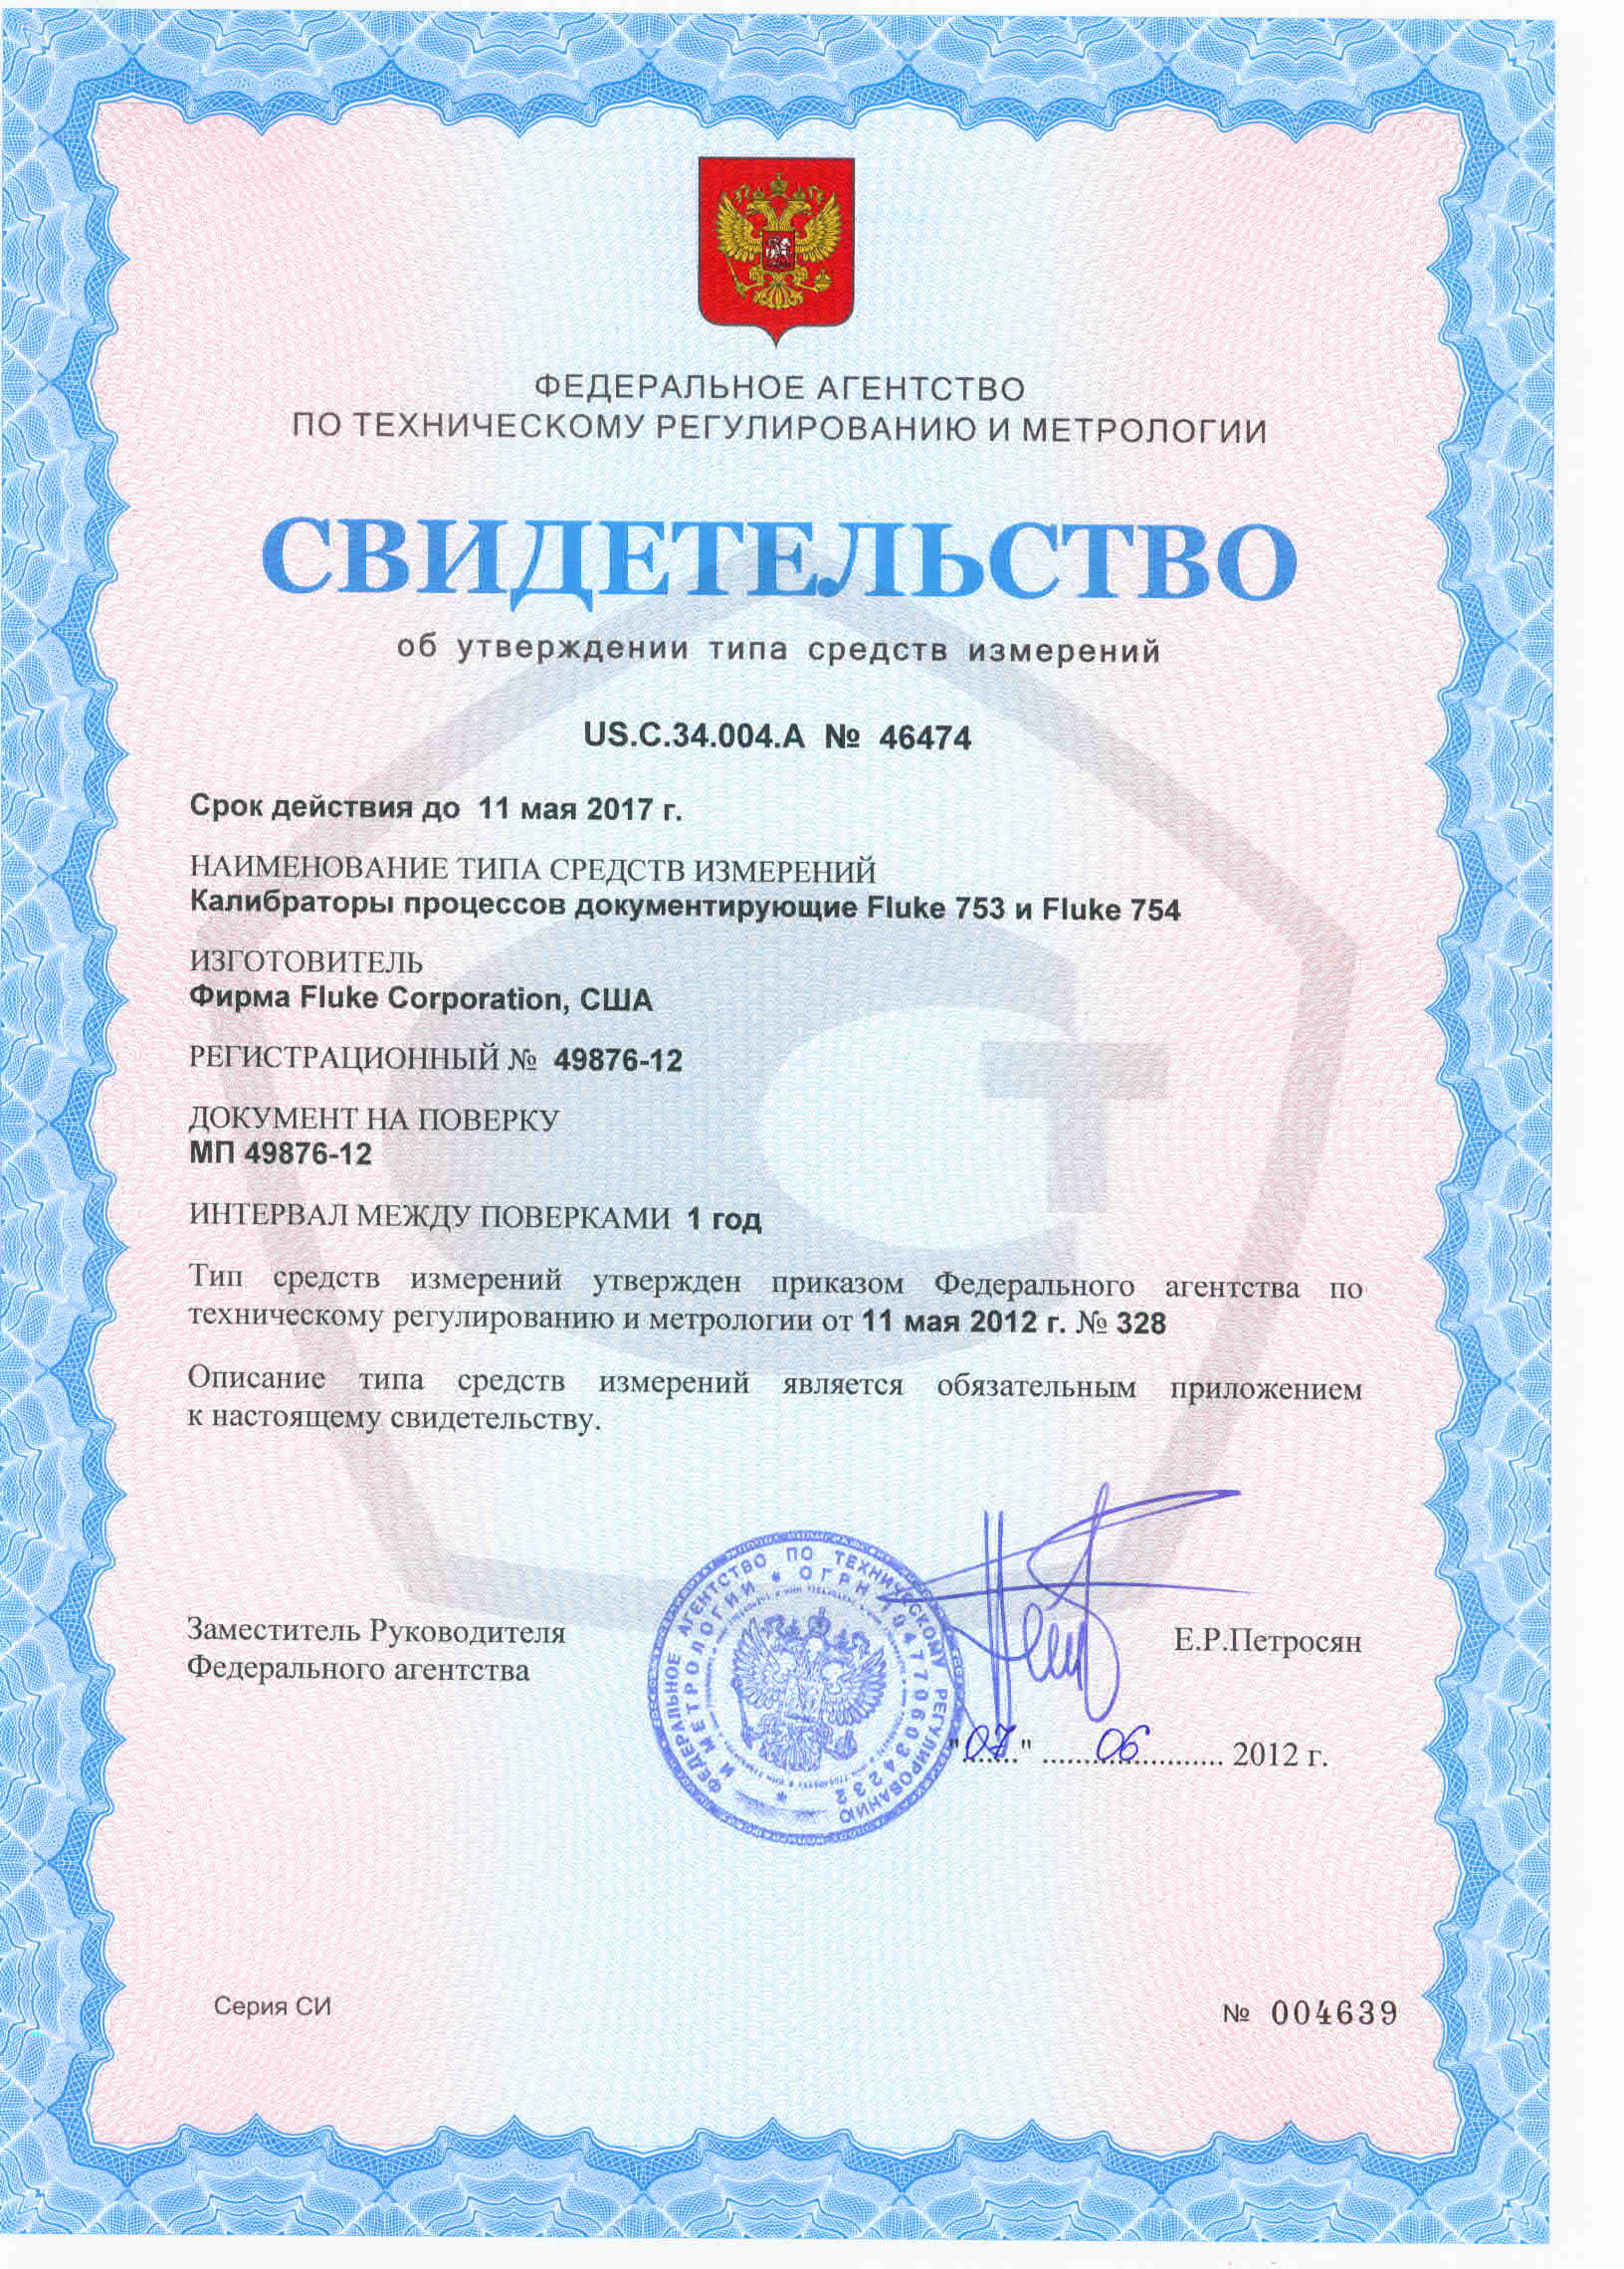 ФЕДЕРАЛЬНОЕ АГЕНТСТВО
ПО ТЕХНИЧЕСКОМУ РЕГУЛИРОВАНИЮ И МЕТРОЛОГИИ
СВИДЕТЕЛЬСТВО
об утверждении типа средств измерений
US.C.34.004.A № 46474
Срок действия до 11 мая 2017 г.
НАИМЕНОВАНИЕ ТИПА СРЕДСТВ ИЗМЕРЕНИЙ
Калибраторы процессов документирующие Fluke 753 и Fluke 754
ИЗГОТОВИТЕЛЬ
Фирма Fluke Corporation, США
РЕГИСТРАЦИОННЫЙ № 49876-12
ДОКУМЕНТ НА ПОВЕРКУ
МП 49876-12
ИНТЕРВАЛ МЕЖДУ ПОВЕРКАМИ 1 год
Тип средств измерений утвержден приказом Федерального агентства по
техническому регулированию и метрологии от 11 мая 2012 г. № 328
Описание типа средств измерений является обязательным приложением
к настоящему свидетельству.
Заместитель Руководителя
Федерального агентства
ФЕДЕРАЛЬНОЕ АГЕНТСТВО ПО ТЕХНИЧЕСКОМУ РЕГУЛИРОВАНИЮ
И МЕТРОЛОГИИ * ОГРН 1047706034232 *
Е.Р.Петросян
"07" 06 2012 г.
Серия СИ
№ 004639